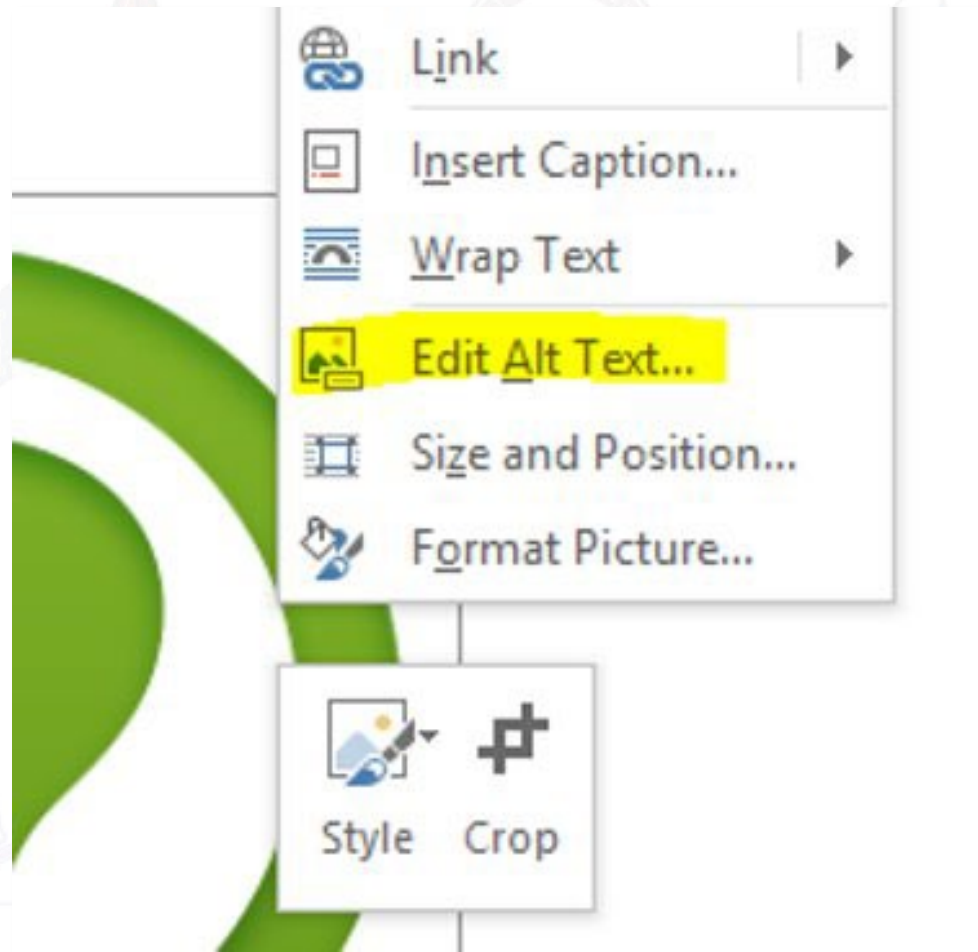 Link
Insert Caption...
Wrap Text
Edit Alt Text...
Size and Position...
Format Picture...
Style Crop